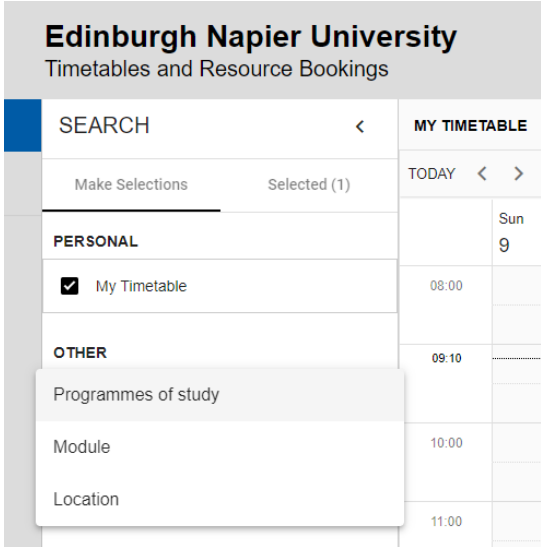 Edinburgh Napier University
Timetables and Resource Bookings
SEARCH
Make Selections
Selected (1)
PERSONAL
My Timetable
OTHER
Programmes of study
Module
Location
MY TIMETABLE
TODAY
Sun
9
08:00
09:10
10:00
11:00